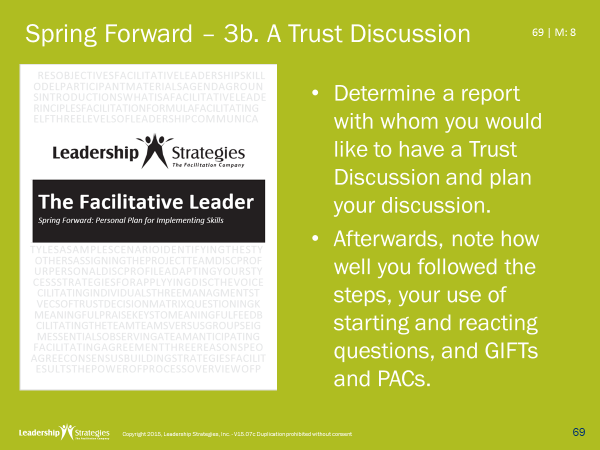 Spring Forward – 3b. A Trust Discussion
69 | M: 8
RESOBJECTIVESFACILITATIVELEADERSHIPSKILL
ODELPARTICIPANTMATERIALSAGENDAGROUN
SINTRODUCTIONSWHATISAFACILITATIVELEADE
RINCIPLESFACILITATIONFORMULAFACILITATING
ELFTHREELEVELSOFLEADERSHIPCOMMUNICA
Leadership Strategies
The Facilitation Company
The Facilitative Leader
Spring Forward: Personal Plan for Implementing Skills
TYLESASAMPLESCENARIOIDENTIFYINGTHESTY
OTHERSASSIGNINGTHEPROJECTTEAMDISCPROF
URPERSONALDISCPROFILEADAPTINGYOURSTY
CESSSTRATEGIESFORAPPLYYINGDISCTHEVOICE
CILITATINGINDIVIDUALSTHREEMANAGMENTST
VECSOFTRUSTDECISIONMATRIXQUESTIONINGK
MEANINGFULPRAISEKEYSTOMEANINGFULFEEDB
CILITATINGTHETEAMTEAMSVERSUSGROUPSEIG
MESSENTIALSOBSERVINGATEAMANTICIPATING
FACILITATINGAGREEMENTTHREEREASONSPEO
AGREECONSENSUSBUILDINGSTRATEGIESFACILIT
ESULTSTHEPOWEROFPROCESSOVERVIEWOFP
• Determine a report
with whom you would
like to have a Trust
Discussion and plan
your discussion.
• Afterwards, note how
well you followed the
steps, your use of
starting and reacting
questions, and GIFTs
and PACs.
Leadership Strategies
The Facilitation Company
Copyright 2015, Leadership Strategies, Inc. - V15.07c Duplication prohibited without consent
69